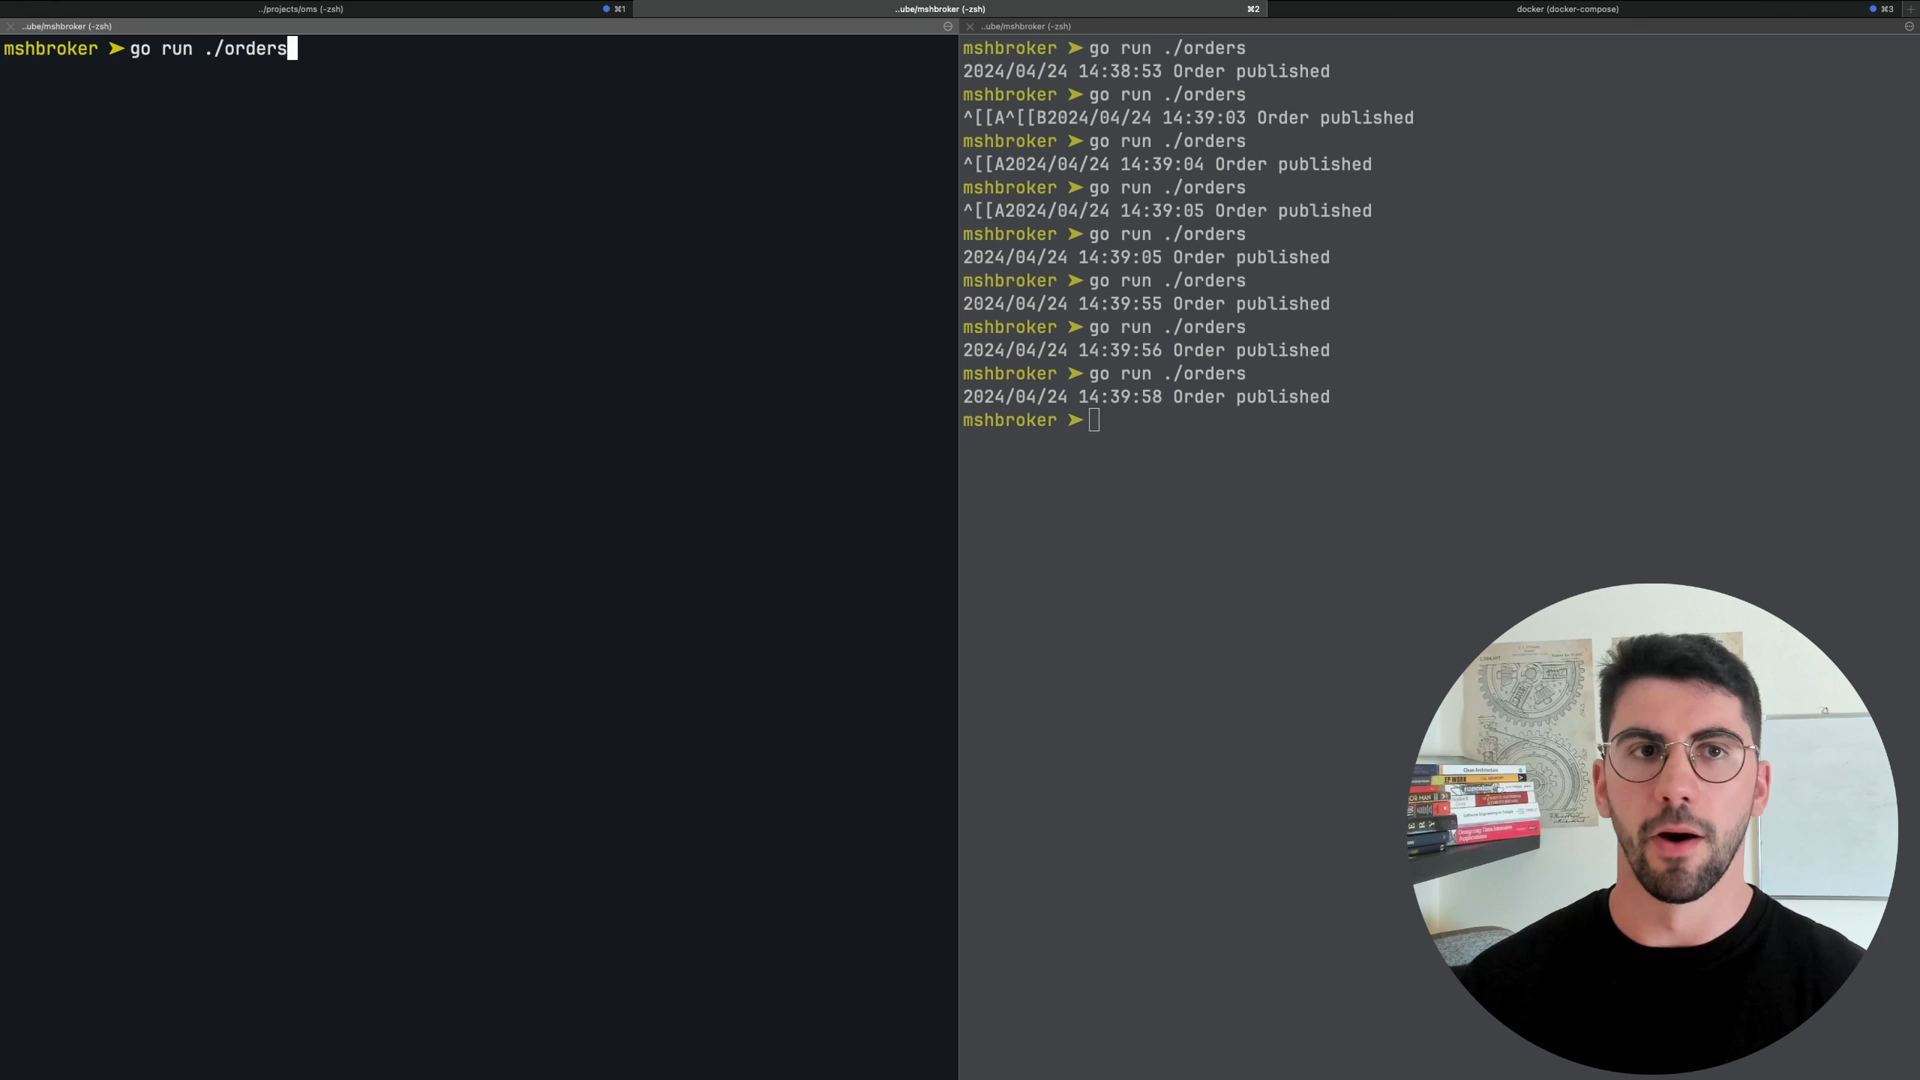 ../projects/oms (-zsh) ⌘1 ..ube/mshbroker (-zsh) ⌘2 docker (docker-compose) ⌘3
..ube/mshbroker (-zsh)
mshbroker ➤ go run ./orders
..ube/mshbroker (-zsh)
mshbroker ➤ go run ./orders
2024/04/24 14:38:53 Order published
mshbroker ➤ go run ./orders
^[[A^[[B2024/04/24 14:39:03 Order published
mshbroker ➤ go run ./orders
^[[A2024/04/24 14:39:04 Order published
mshbroker ➤ go run ./orders
^[[A2024/04/24 14:39:05 Order published
mshbroker ➤ go run ./orders
2024/04/24 14:39:05 Order published
mshbroker ➤ go run ./orders
2024/04/24 14:39:55 Order published
mshbroker ➤ go run ./orders
2024/04/24 14:39:56 Order published
mshbroker ➤ go run ./orders
2024/04/24 14:39:58 Order published
mshbroker ➤
Clean Architecture
Designing Data-Intensive
Applications